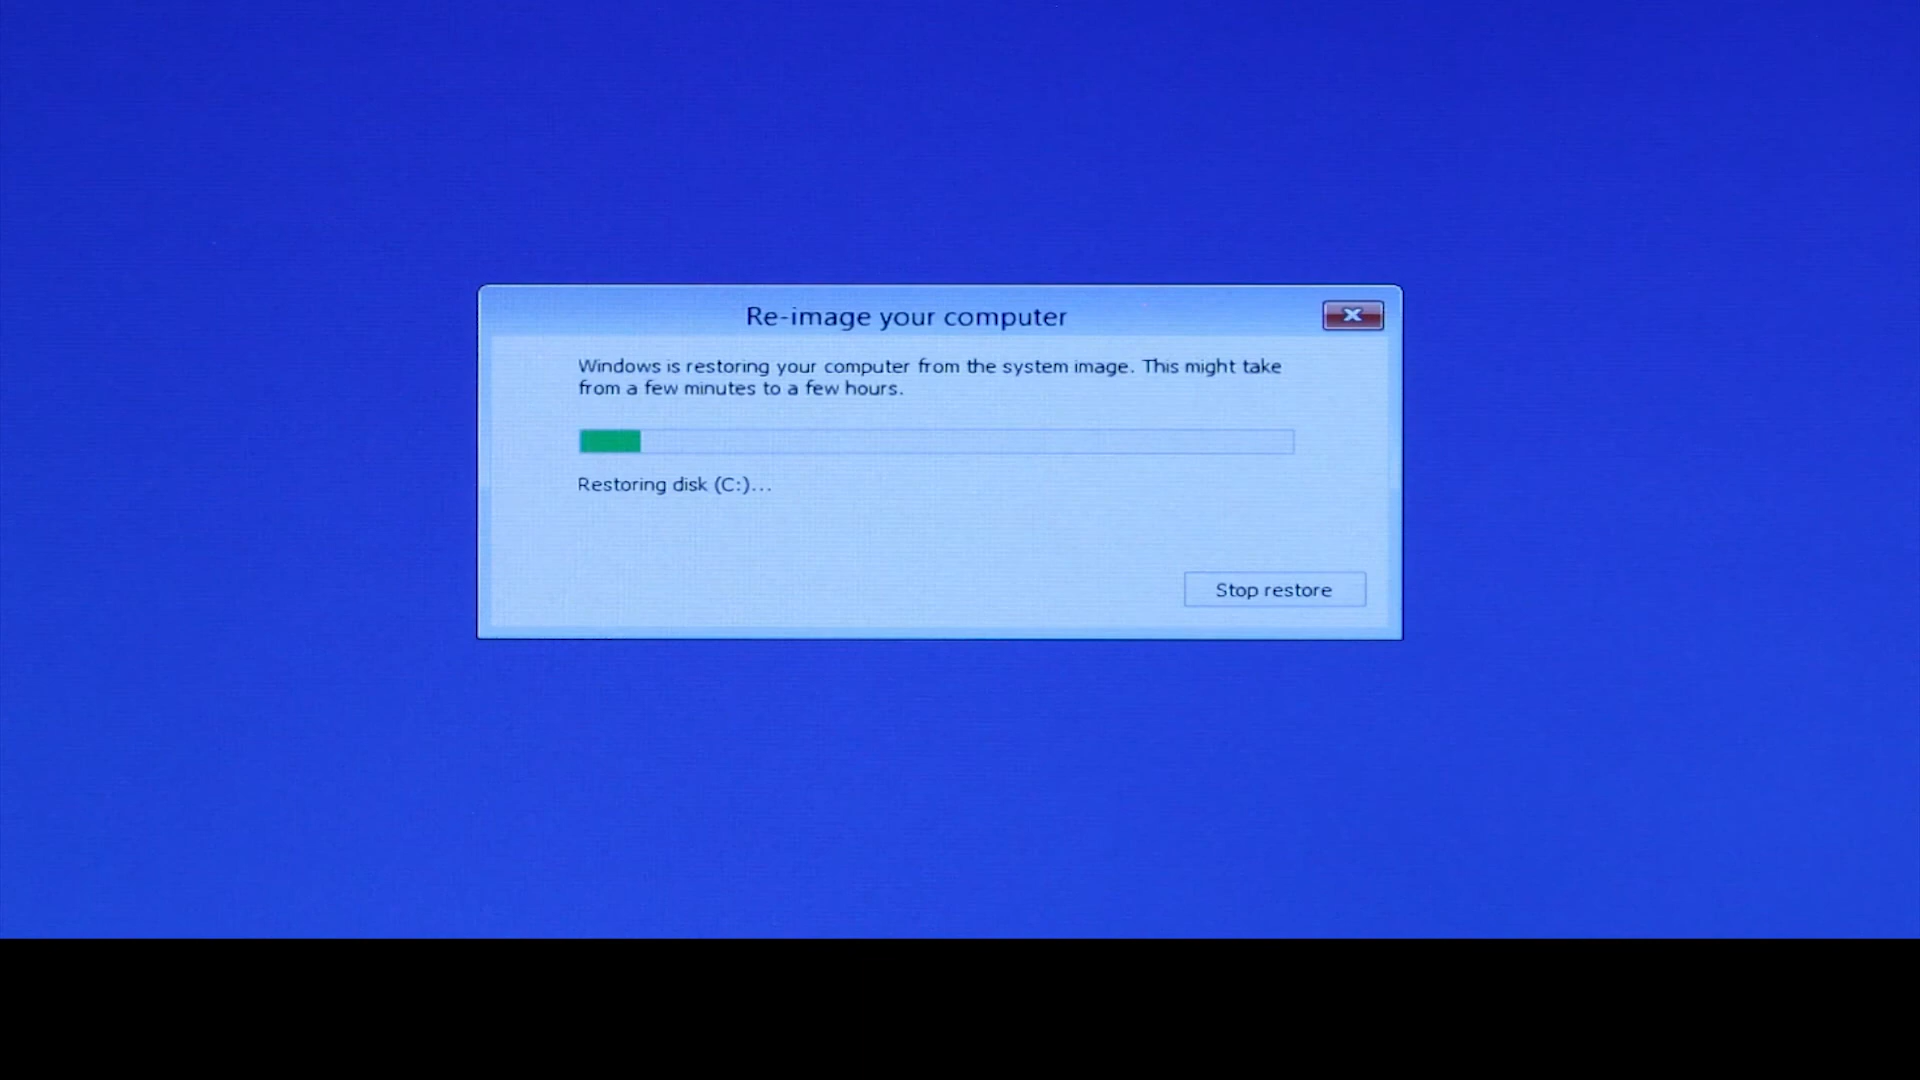 Re-image your computer
Windows is restoring your computer from the system image. This might take
from a few minutes to a few hours.
Restoring disk (C:)...
Stop restore